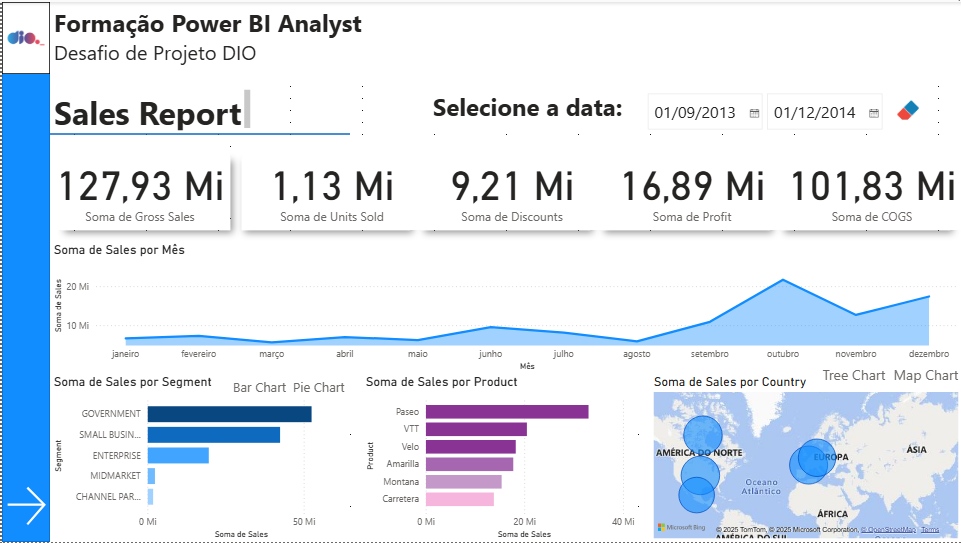 dio.
Formação Power BI Analyst
Desafio de Projeto DIO
Sales Report
Selecione a data:
01/09/2013
01/12/2014
127,93 Mi
Soma de Gross Sales
1,13 Mi
Soma de Units Sold
9,21 Mi
Soma de Discounts
16,89 Mi
Soma de Profit
101,83 Mi
Soma de COGS
Soma de Sales por Mês
Soma de Sales
20 Mi
10 Mi
janeiro fevereiro março abril maio junho julho agosto setembro outubro novembro dezembro
Mês
Soma de Sales por Segment
Bar Chart Pie Chart
Segment
GOVERNMENT
SMALL BUSIN...
ENTERPRISE
MIDMARKET
CHANNEL PAR...
0 Mi 50 Mi
Soma de Sales
Soma de Sales por Product
Product
Paseo
VTT
Velo
Amarilla
Montana
Carretera
0 Mi 20 Mi 40 Mi
Soma de Sales
Soma de Sales por Country
Tree Chart Map Chart
AMÉRICA DO NORTE
EUROPA
ÁSIA
Oceano
Atlântico
ÁFRICA
Microsoft Bing
© 2025 TomTom, © 2025 Microsoft Corporation, © OpenStreetMap Terms
AMÉRICA DO SUL